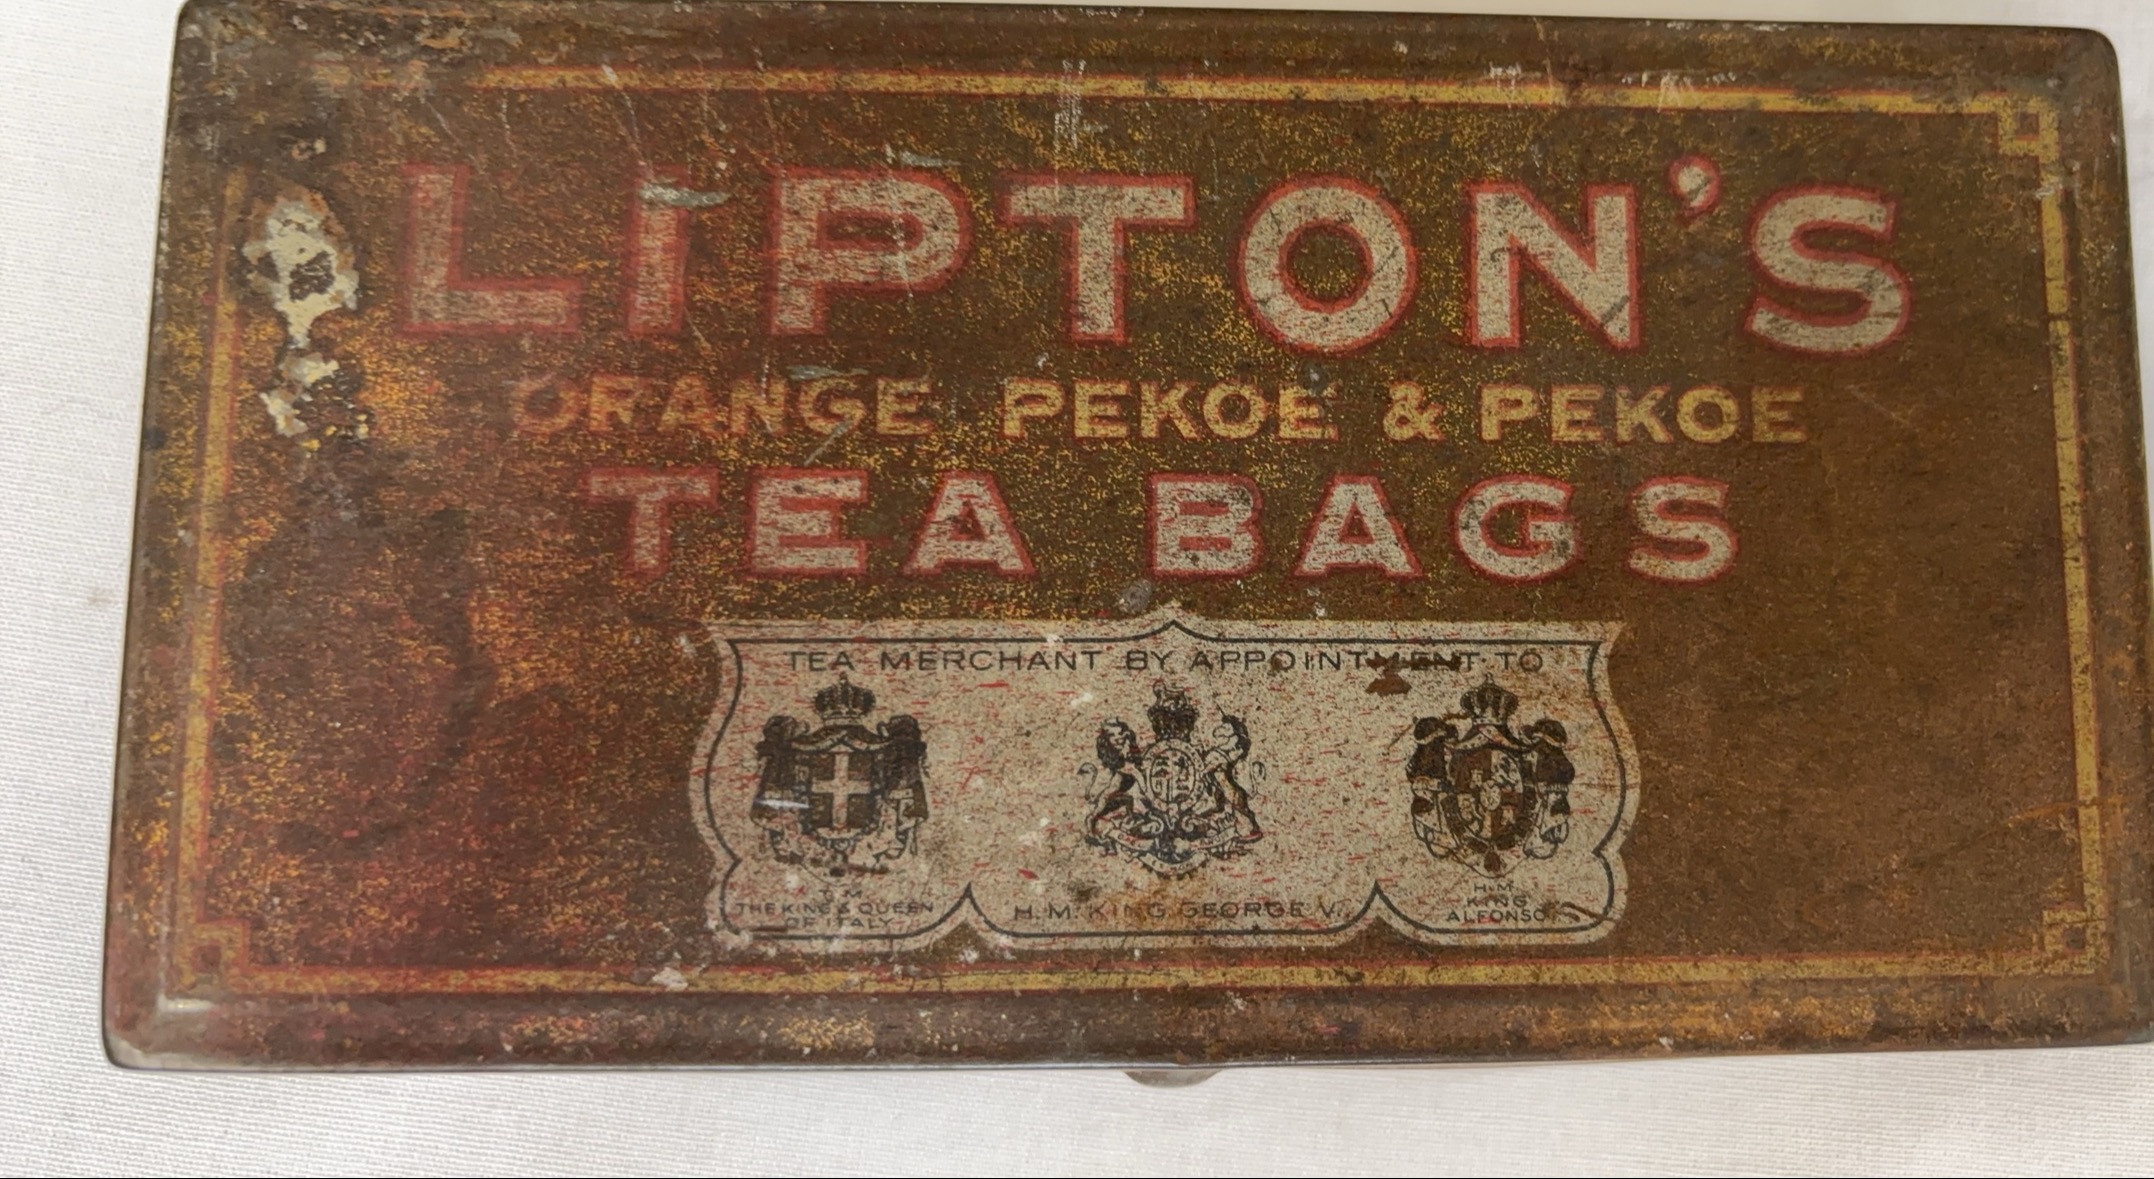 LIPTON'S
ORANGE PEKOE & PEKOE
TEA BAGS
TEA MERCHANT BY APPOINTMENT TO
T.M.
THE KING & QUEEN
OF ITALY
H.M. KING GEORGE V.
H.M.
KING
ALFONSO